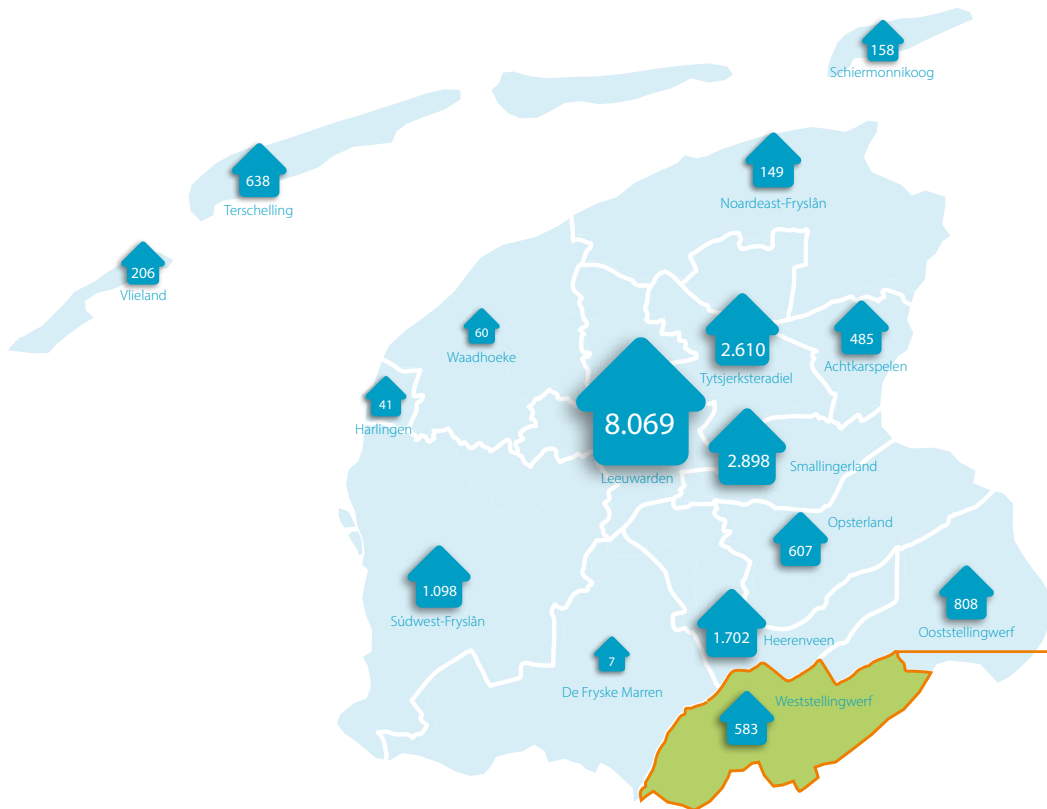 158
Schiermonnikoog
149
Noardeast-Fryslân
638
Terschelling
206
Vlieland
60
Waadhoeke
2.610
Tytsjerksteradiel
485
Achtkarspelen
41
Harlingen
8.069
Leeuwarden
2.898
Smallingerland
Opsterland
607
1.098
Súdwest-Fryslân
808
Ooststellingwerf
1.702
Heerenveen
7
De Fryske Marren
Weststellingwerf
583